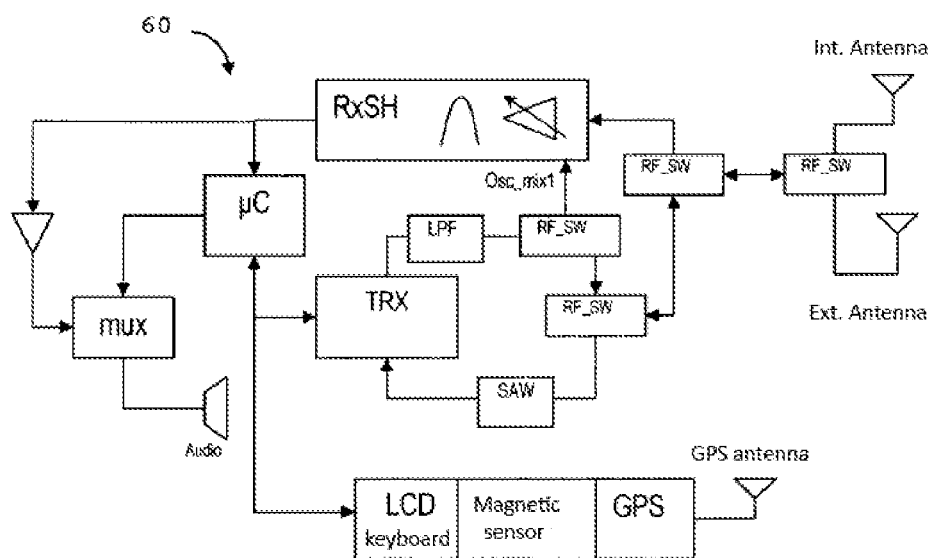 60
Int. Antenna
RxSH
RF_SW
RF_SW
Osc_mix1
µC
LPF
RF_SW
TRX
RF_SW
mux
Ext. Antenna
SAW
Audio
GPS antenna
LCD
keyboard
Magnetic
sensor
GPS